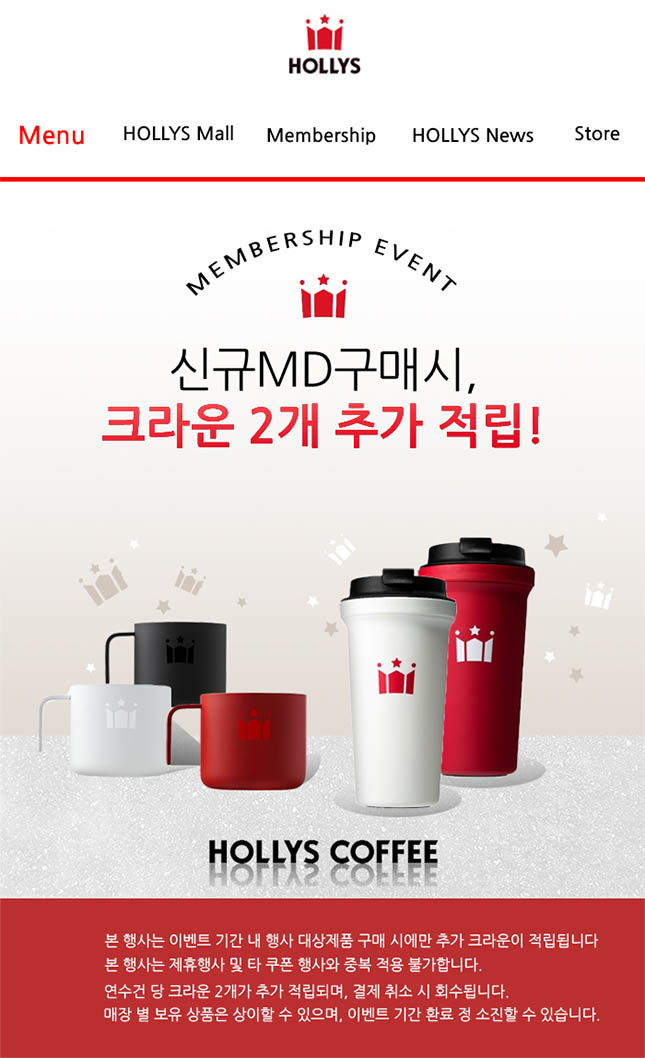 HOLLYS
Menu HOLLYS Mall Membership HOLLYS News Store
MEMBERSHIP EVENT
신규MD구매시,
크라운 2개 추가 적립!
HOLLYS COFFEE
본 행사는 이벤트 기간 내 행사 대상제품 구매 시에만 추가 크라운이 적립됩니다
본 행사는 제휴행사 및 타 쿠폰 행사와 중복 적용 불가합니다.
연수건 당 크라운 2개가 추가 적립되며, 결제 취소 시 회수됩니다.
매장 별 보유 상품은 상이할 수 있으며, 이벤트 기간 환료 정 소진할 수 있습니다.